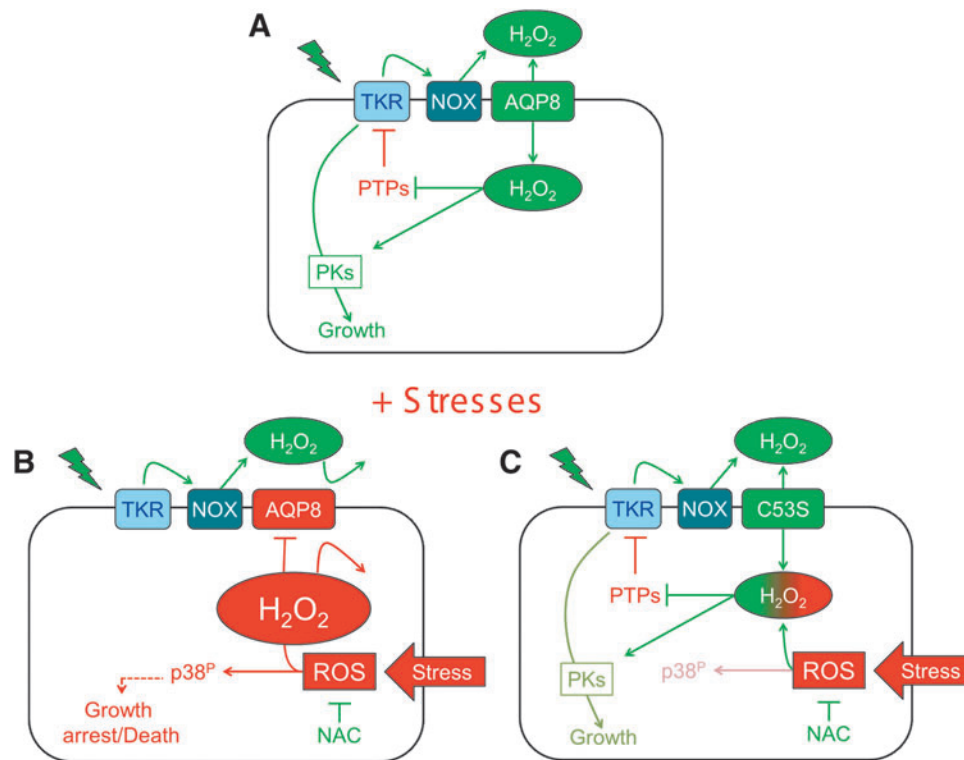 A
H₂O₂
TKR
NOX
AQP8
PTPs
H₂O₂
PKs
Growth
+ Stresses
B
H₂O₂
TKR
NOX
AQP8
H₂O₂
p38ᴾ
ROS
Stress
Growth
arrest/Death
NAC
C
H₂O₂
TKR
NOX
C53S
PTPs
H₂O₂
p38ᴾ
ROS
Stress
PKs
Growth
NAC